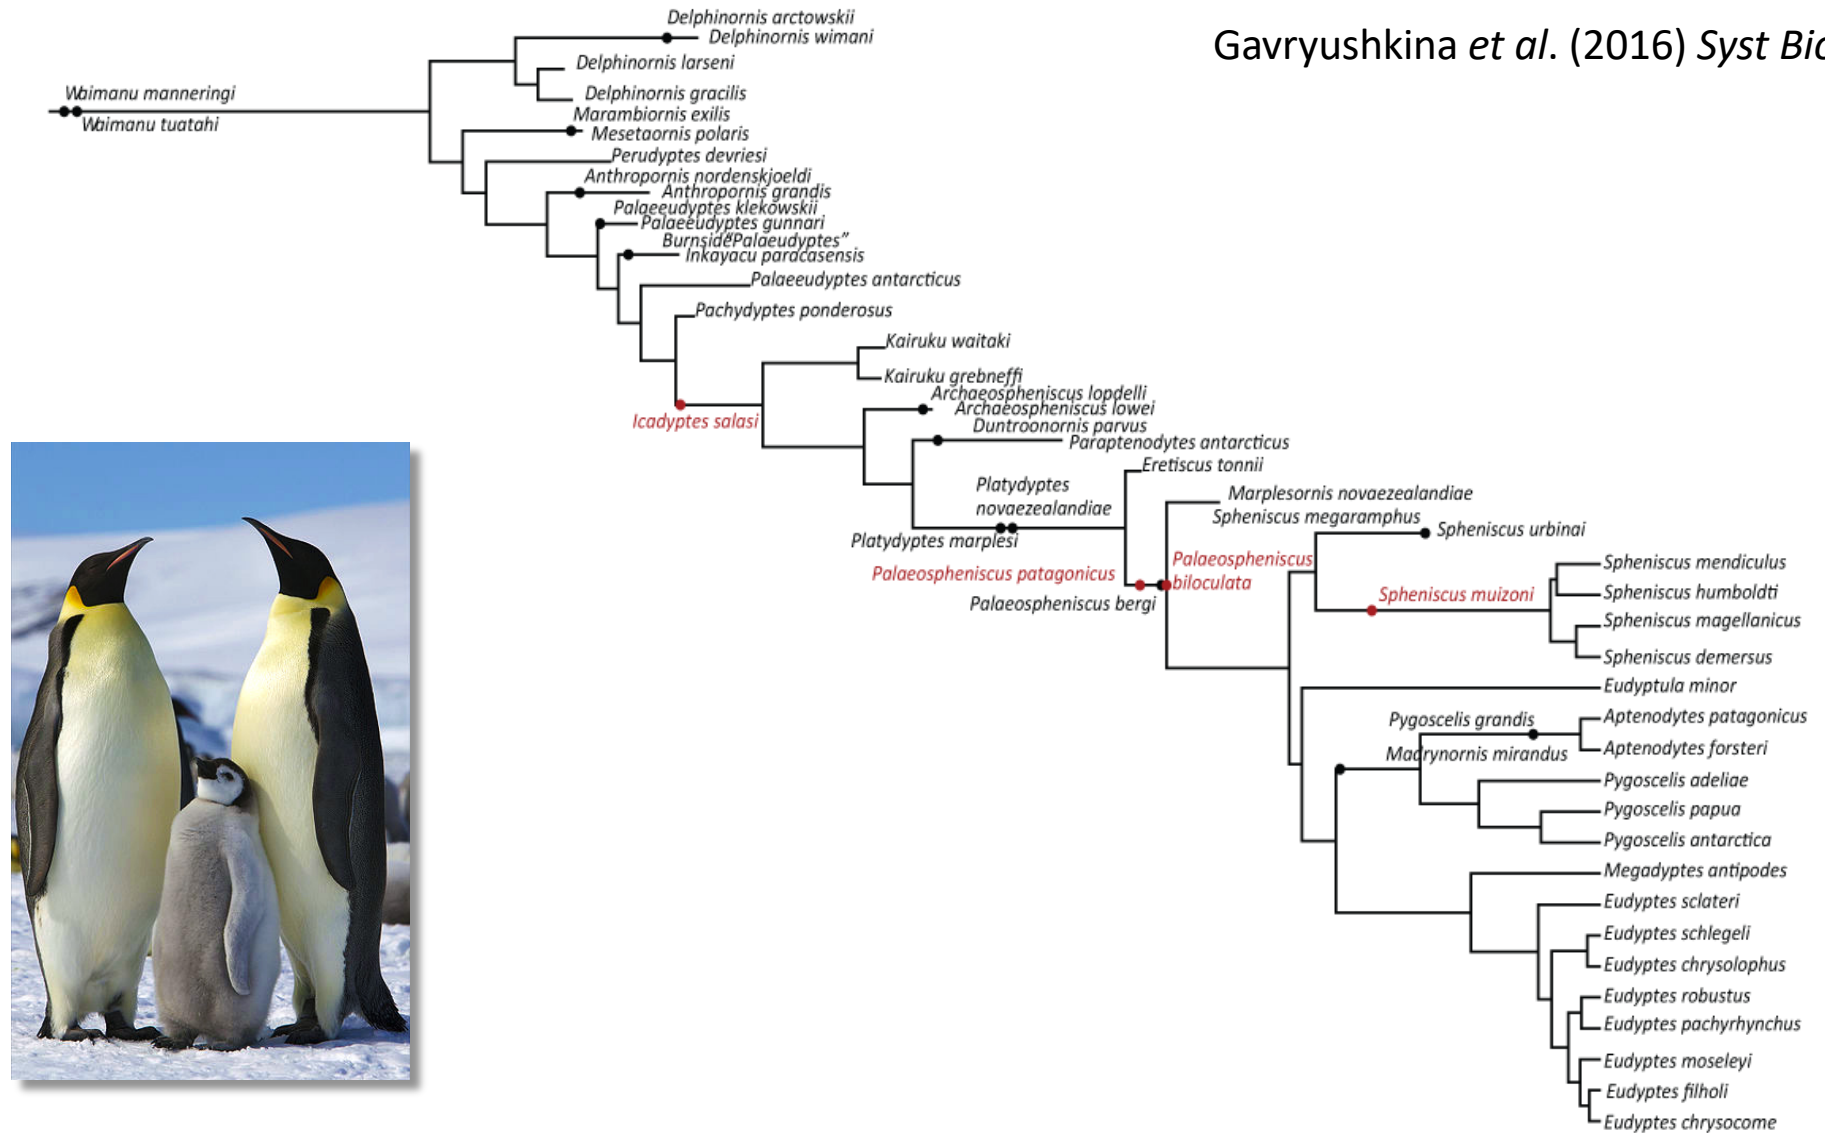 Delphinornis arctowskii
Delphinornis wimani
Gavryushkina et al. (2016) Syst
Delphinornis larseni
Waimanu manneringi
Delphinornis gracilis
Marambiornis exilis
Waimanu tuatahi
Mesetaornis polaris
Perudyptes devriesi
Anthropornis nordenskjoeldi
Anthropornis grandis
Palaeeudyptes klekowskii
Palaeeudyptes gunnari
Burnside"Palaeudyptes"
Inkayacu paracasensis
Palaeeudyptes antarcticus
Pachydyptes ponderosus
Kairuku waitaki
Kairuku grebneffi
Archaeospheniscus lopdelli
Archaeospheniscus lowei
Icadyptes salasi
Duntroonornis parvus
Paraptenodytes antarcticus
Eretiscus tonnii
Platydyptes
novaezealandiae
Marplesornis novaezealandiae
Spheniscus megaramphus
Spheniscus urbinai
Platydyptes marplesi
Palaeospheniscus
biloculata
Spheniscus mendiculus
Palaeospheniscus patagonicus
Spheniscus muizoni
Spheniscus humboldti
Palaeospheniscus bergi
Spheniscus magellanicus
Spheniscus demersus
Eudyptula minor
Pygoscelis grandis
Aptenodytes patagonicus
Madrynornis mirandus
Aptenodytes forsteri
Pygoscelis adeliae
Pygoscelis papua
Pygoscelis antarctica
Megadyptes antipodes
Eudyptes sclateri
Eudyptes schlegeli
Eudyptes chrysolophus
Eudyptes robustus
Eudyptes pachyrhynchus
Eudyptes moseleyi
Eudyptes filholi
Eudyptes chrysocome